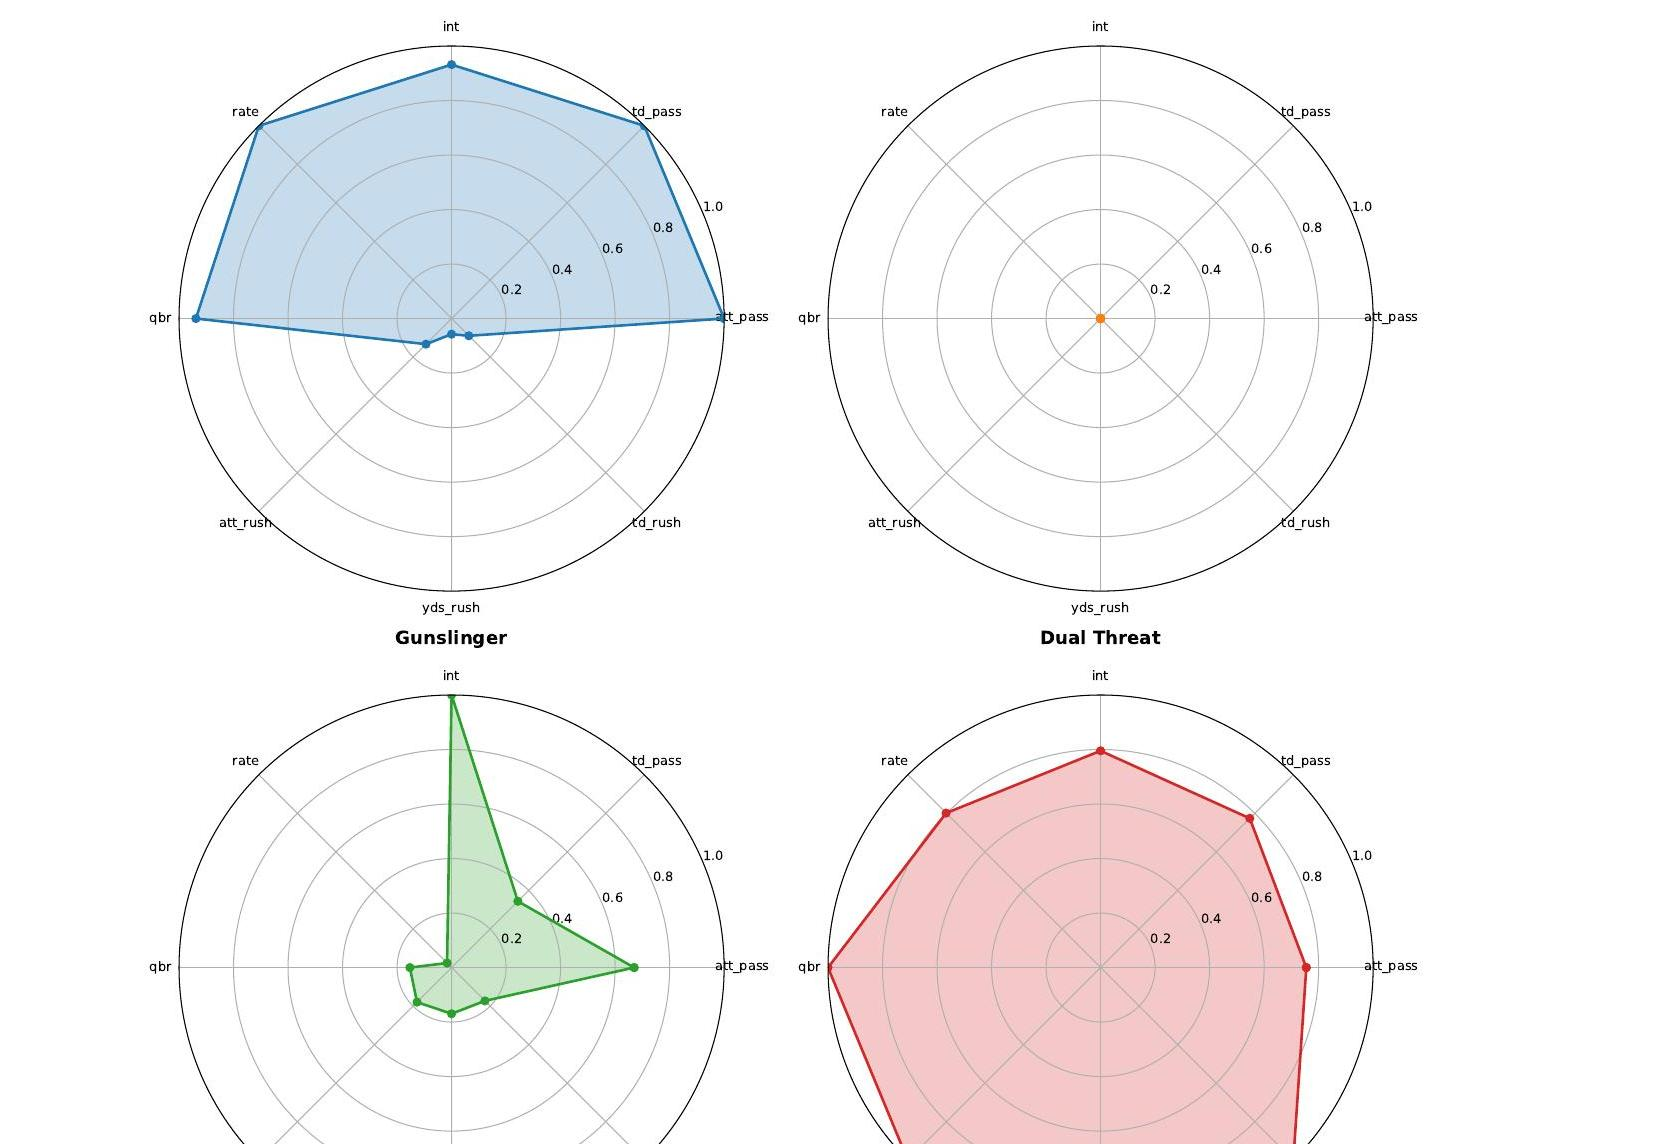 int
rate
td_pass
1.0
0.8
0.6
0.4
0.2
qbr
att_pass
att_rush
td_rush
yds_rush
int
rate
td_pass
1.0
0.8
0.6
0.4
0.2
qbr
att_pass
att_rush
td_rush
yds_rush
Gunslinger
int
rate
td_pass
1.0
0.8
0.6
0.4
0.2
qbr
att_pass
Dual Threat
int
rate
td_pass
1.0
0.8
0.6
0.4
0.2
qbr
att_pass